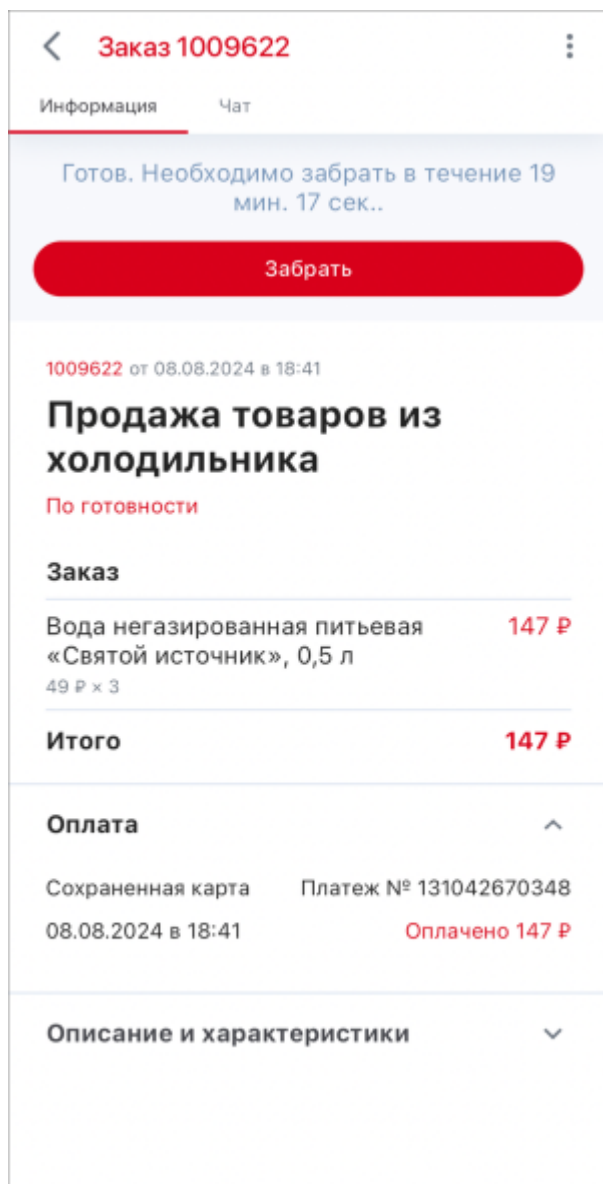 Заказ 1009622
Информация Чат
Готов. Необходимо забрать в течение 19
мин. 17 сек..
Забрать
1009622 от 08.08.2024 в 18:41
Продажа товаров из
холодильника
По готовности
Заказ
Вода негазированная питьевая 147 ₽
«Святой источник», 0,5 л
49 ₽ × 3
Итого 147 ₽
Оплата
Сохраненная карта Платеж № 131042670348
08.08.2024 в 18:41 Оплачено 147 ₽
Описание и характеристики